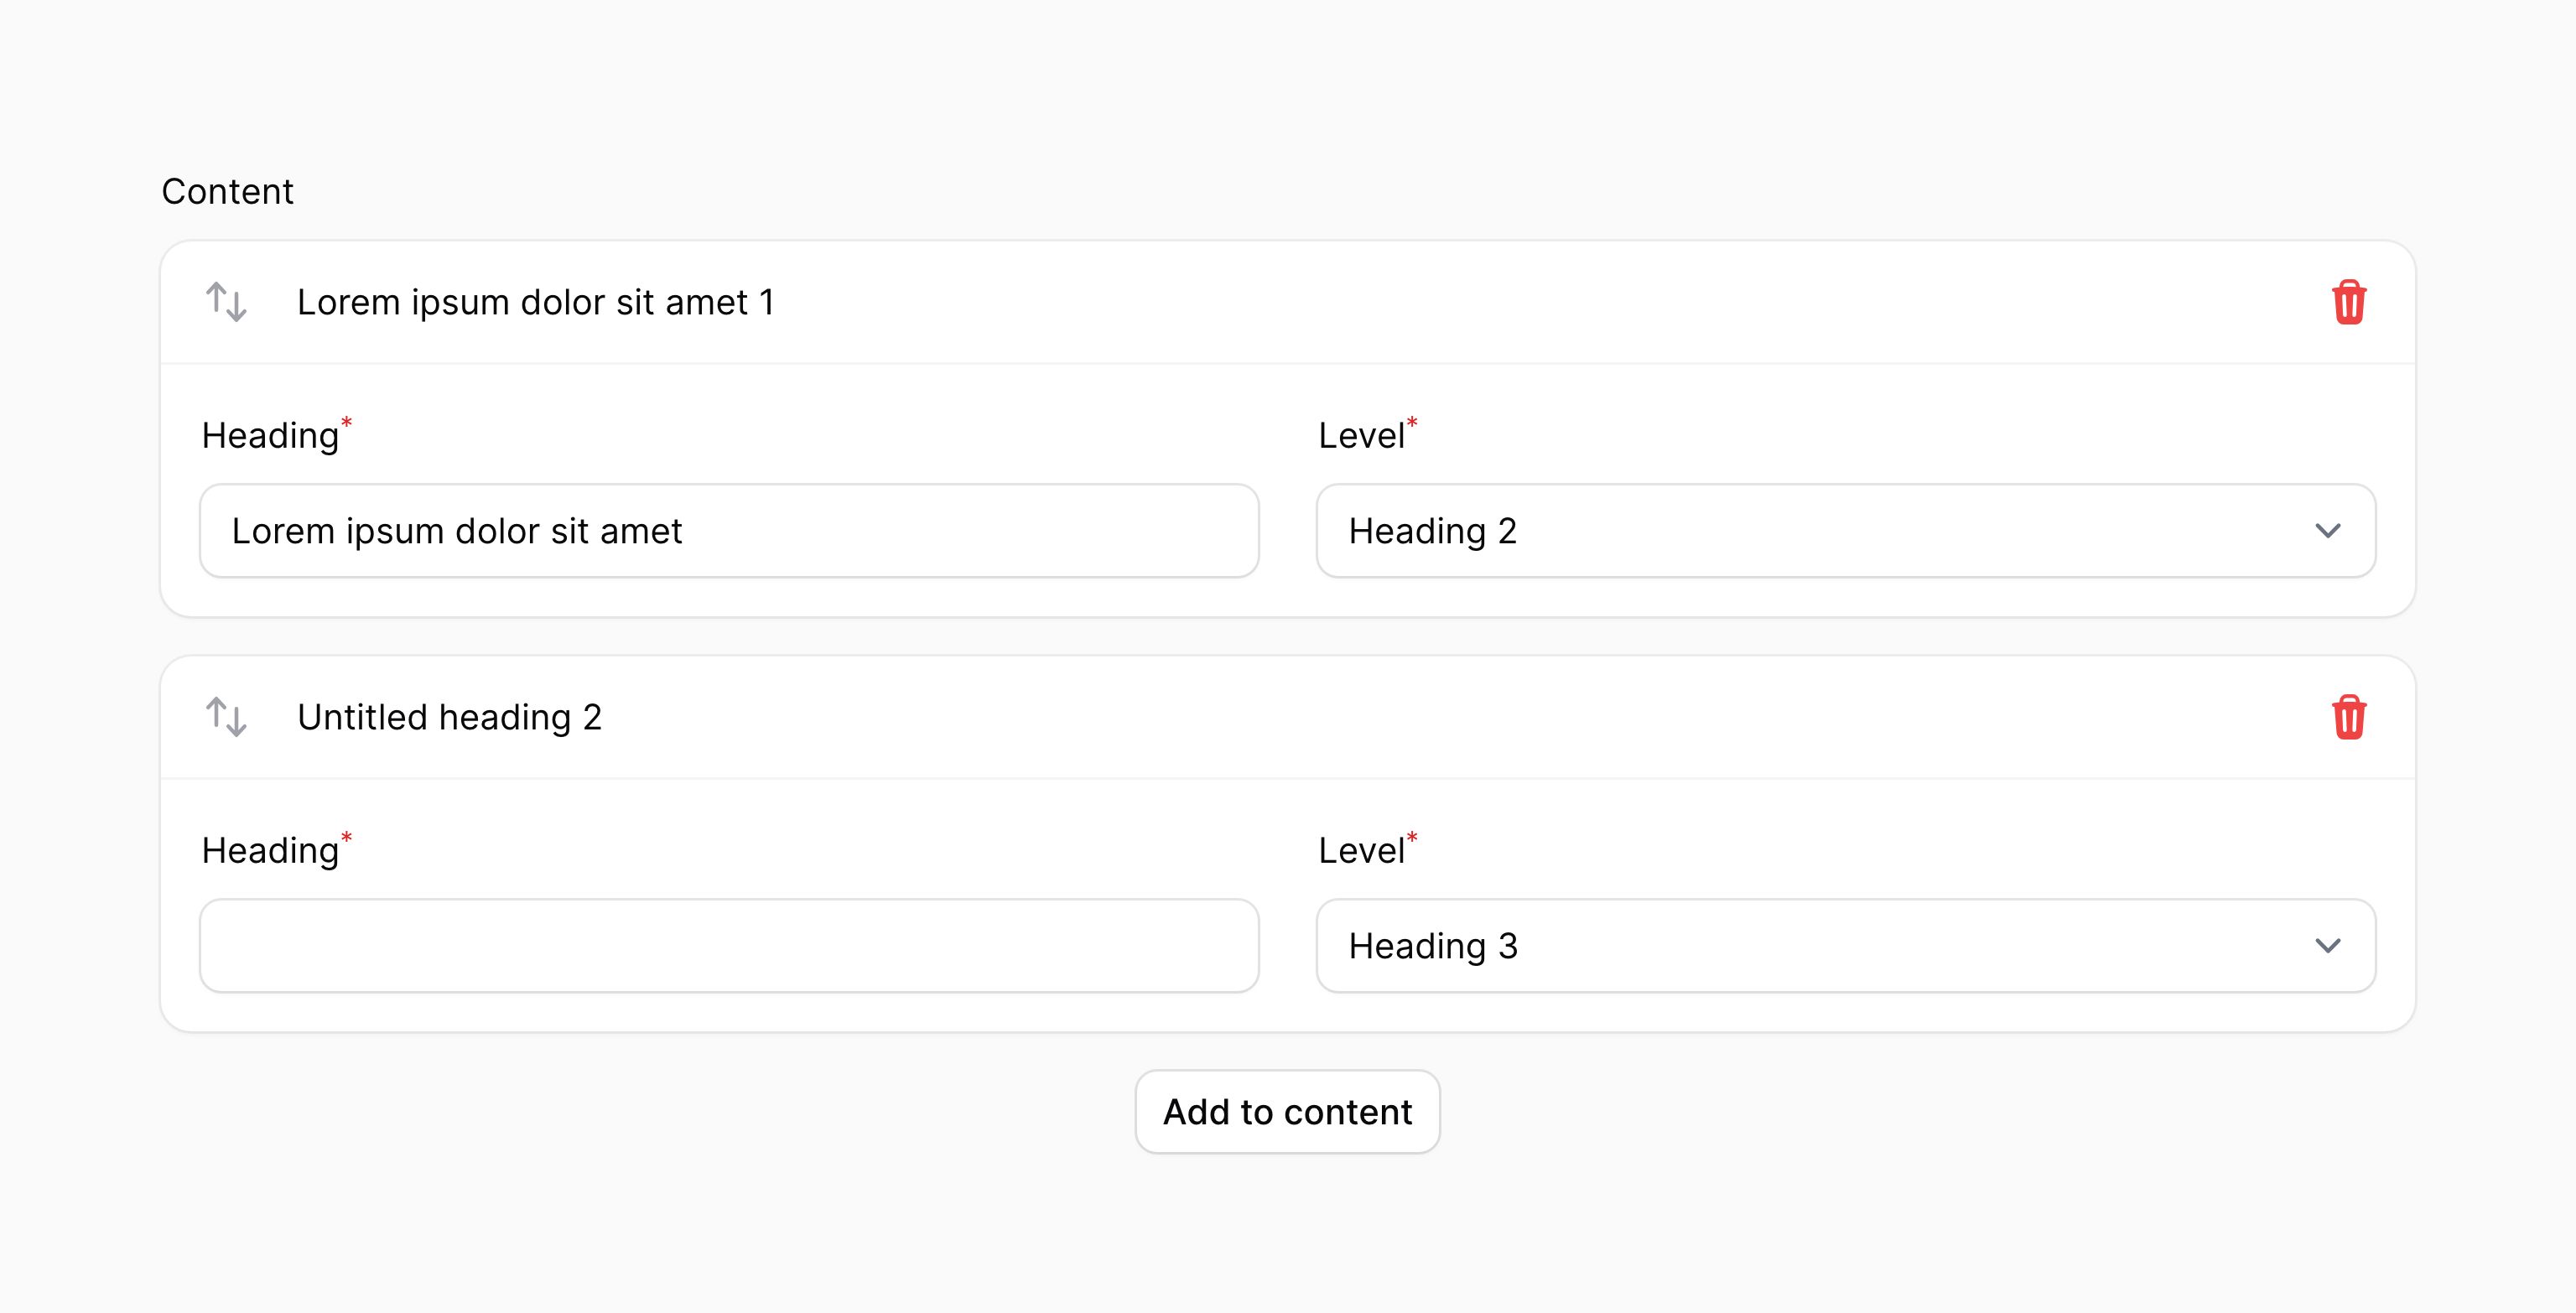 Content
Lorem ipsum dolor sit amet 1
Heading* Level*
Lorem ipsum dolor sit amet Heading 2
Untitled heading 2
Heading* Level*
Heading 3
Add to content